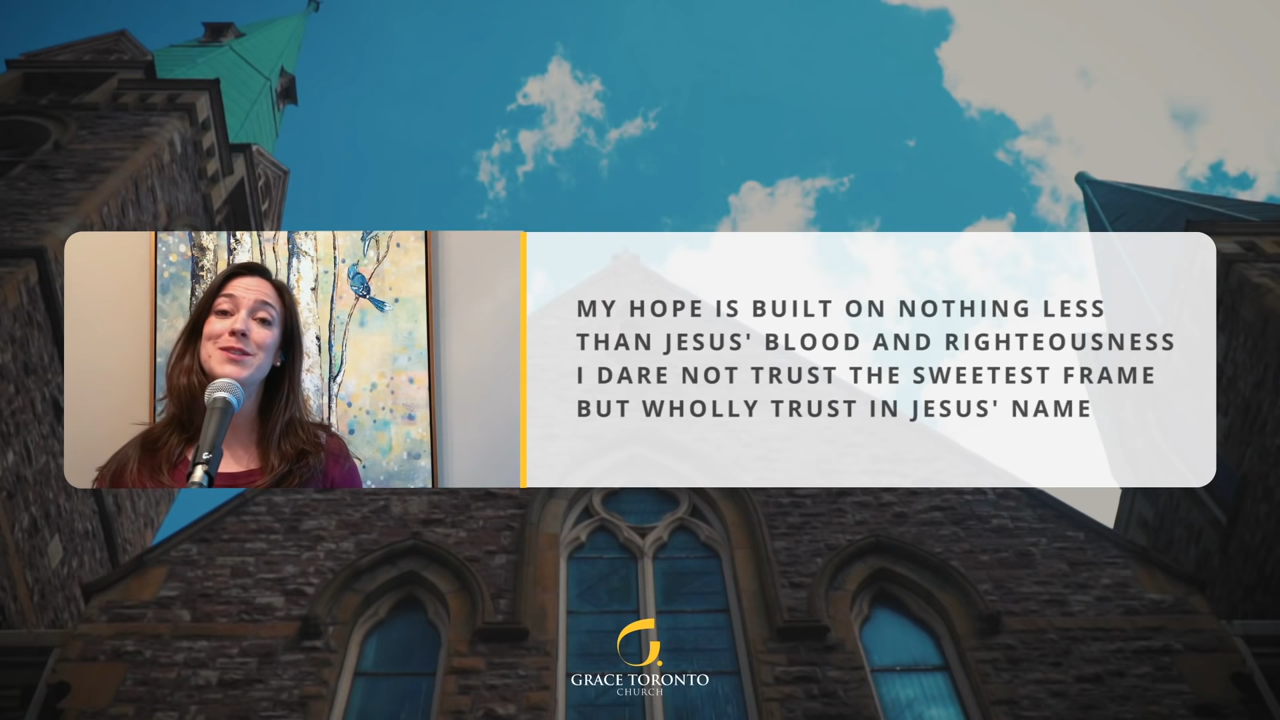 MY HOPE IS BUILT ON NOTHING LESS
THAN JESUS' BLOOD AND RIGHTEOUSNESS
I DARE NOT TRUST THE SWEETEST FRAME
BUT WHOLLY TRUST IN JESUS' NAME
GRACE TORONTO
CHURCH